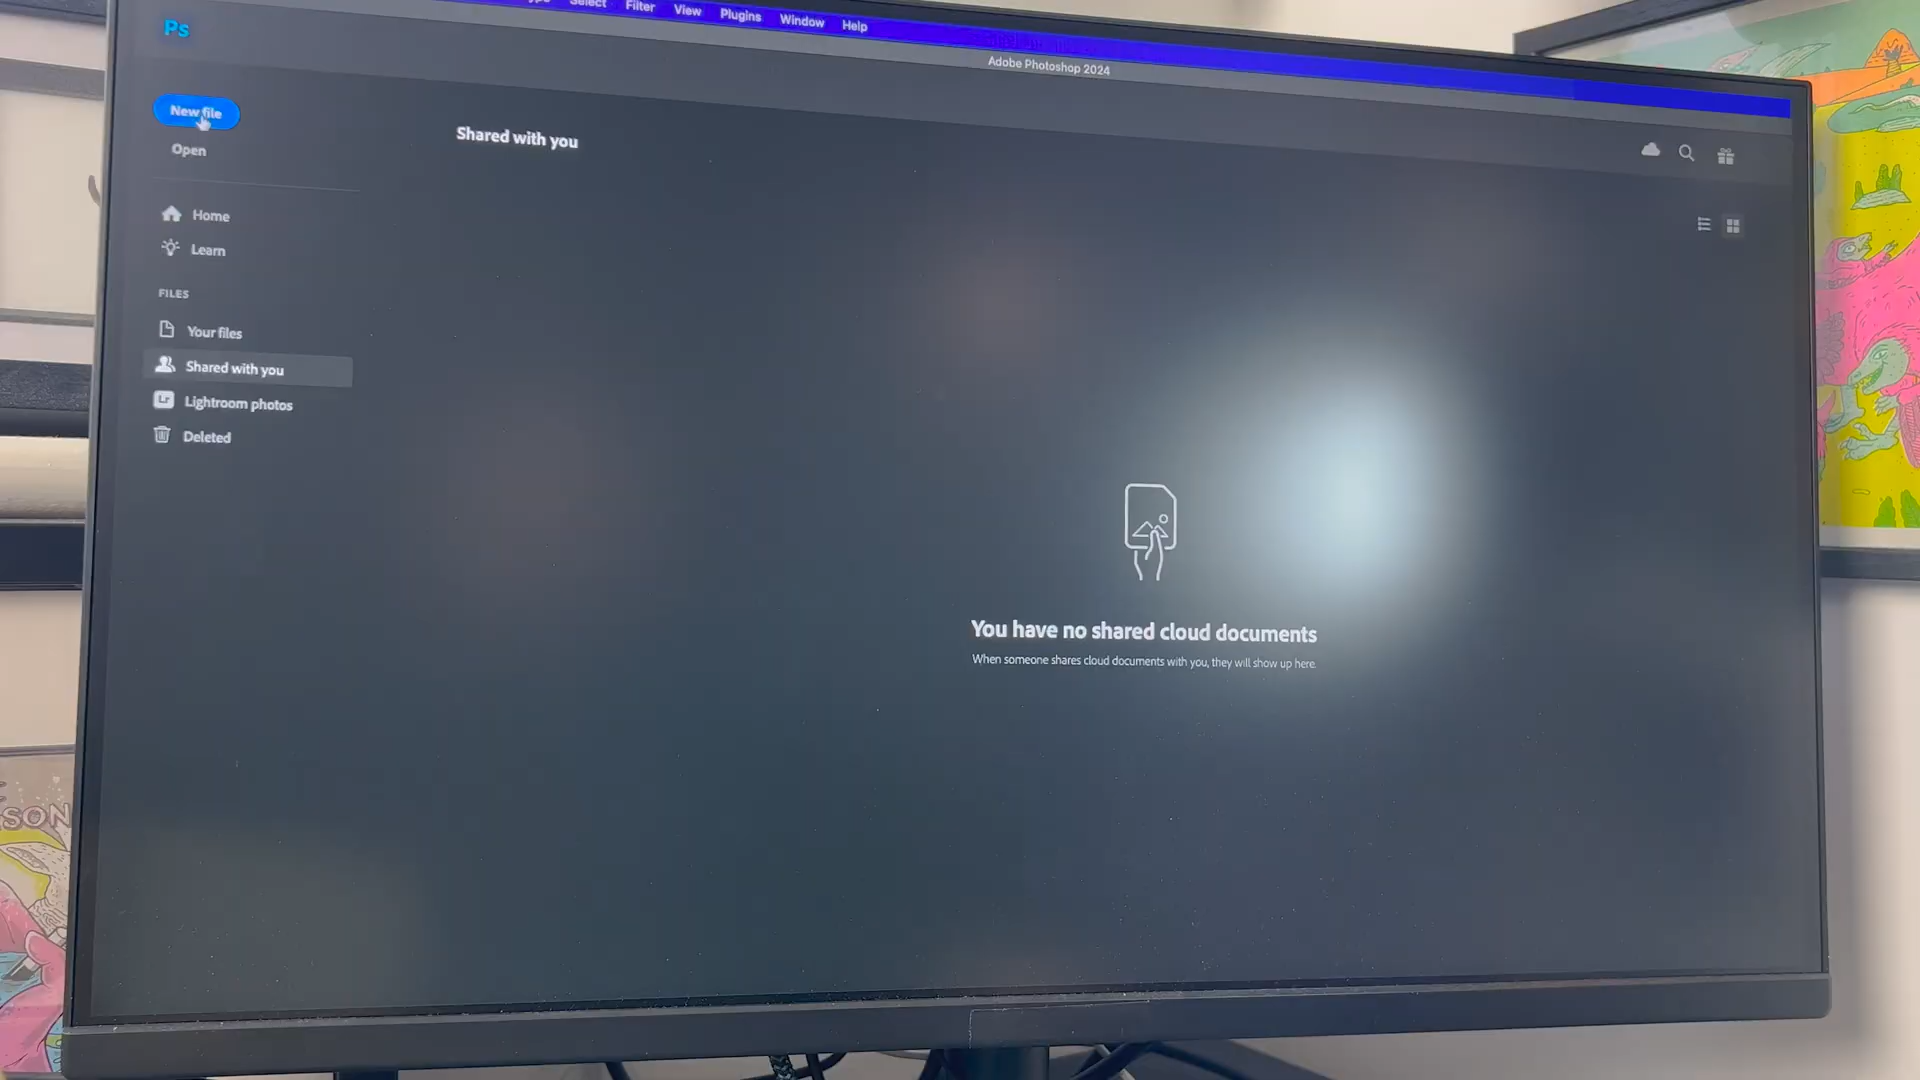 Select Filter View Plugins Window Help
Ps
Adobe Photoshop 2024
New file
Open
Shared with you
Home
Learn
FILES
Your files
Shared with you
Lr Lightroom photos
Deleted
You have no shared cloud documents
When someone shares cloud documents with you, they will show up here.
SON